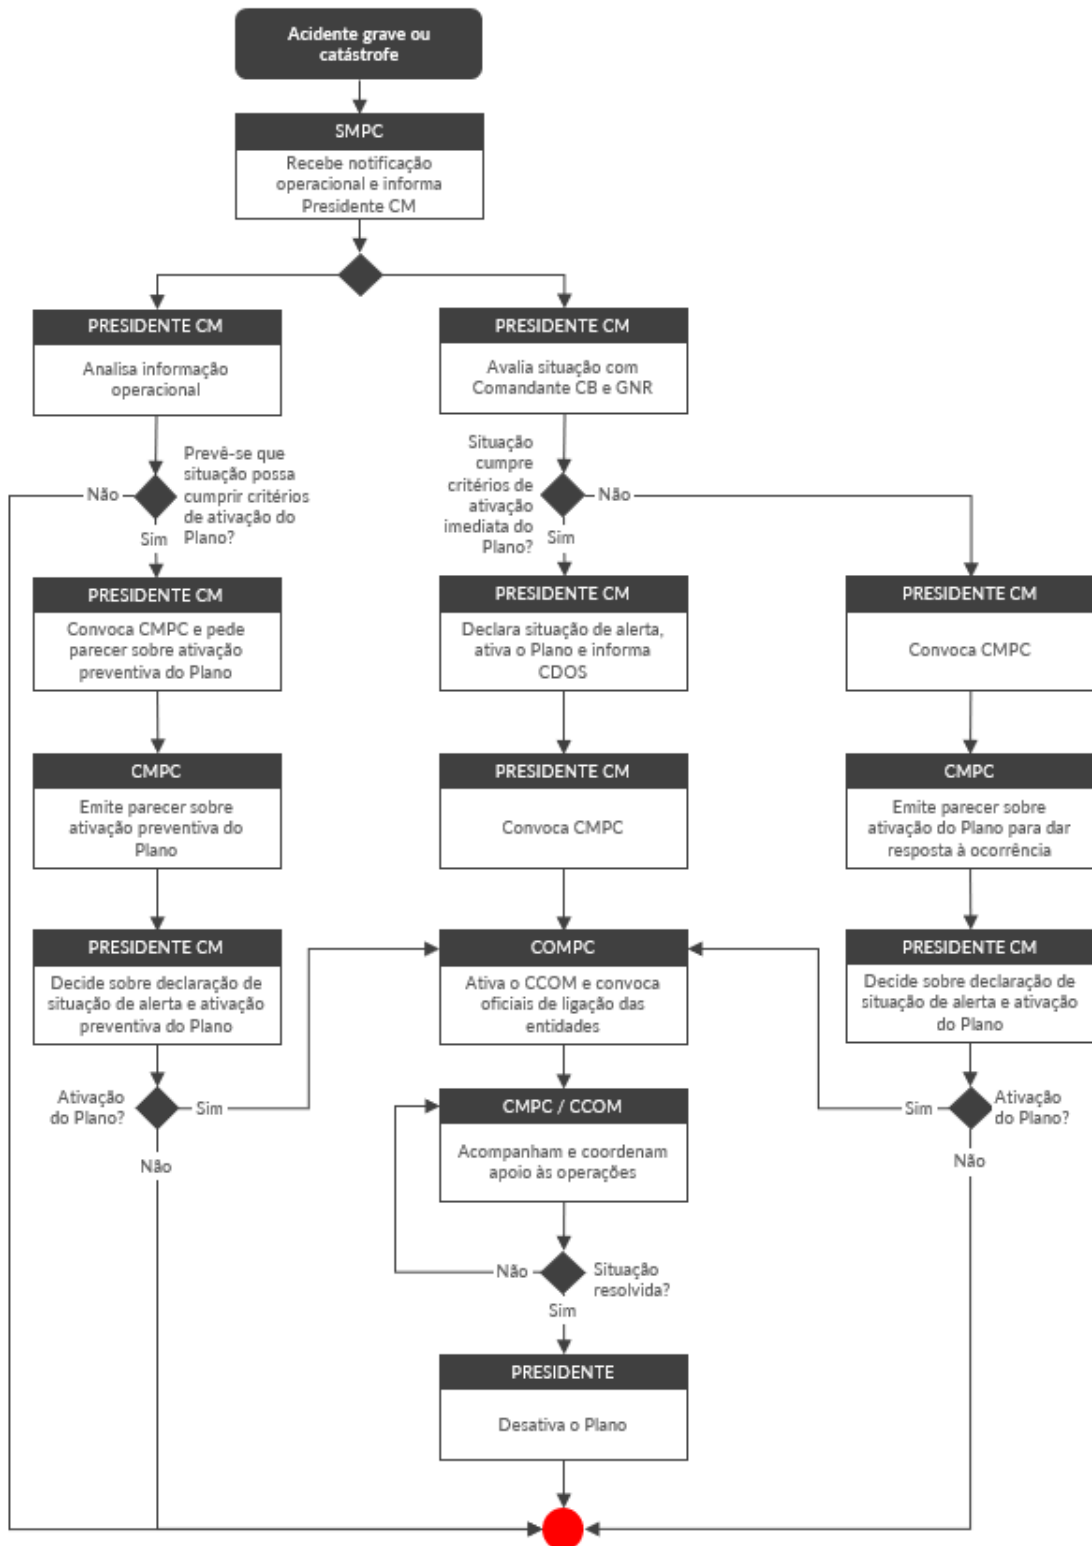 Acidente grave ou
catástrofe
SMPC
Recebe notificação
operacional e informa
Presidente CM
PRESIDENTE CM
Analisa informação
operacional
PRESIDENTE CM
Avalia situação com
Comandante CB e GNR
Prevê-se que
situação possa
cumprir critérios
de ativação do
Plano?
Não
Sim
Situação
cumpre
critérios de
ativação
imediata do
Plano?
Não
Sim
PRESIDENTE CM
Convoca CMPC e pede
parecer sobre ativação
preventiva do Plano
PRESIDENTE CM
Declara situação de alerta,
ativa o Plano e informa
CDOS
PRESIDENTE CM
Convoca CMPC
CMPC
Emite parecer sobre
ativação preventiva do
Plano
PRESIDENTE CM
Convoca CMPC
CMPC
Emite parecer sobre
ativação do Plano para dar
resposta à ocorrência
PRESIDENTE CM
Decide sobre declaração de
situação de alerta e ativação
preventiva do Plano
COMPC
Ativa o CCOM e convoca
oficiais de ligação das
entidades
PRESIDENTE CM
Decide sobre declaração de
situação de alerta e ativação
do Plano
Ativação
do Plano?
Sim
Não
CMPC / CCOM
Acompanham e coordenam
apoio às operações
Sim
Ativação
do Plano?
Não
Não
Situação
resolvida?
Sim
PRESIDENTE
Desativa o Plano